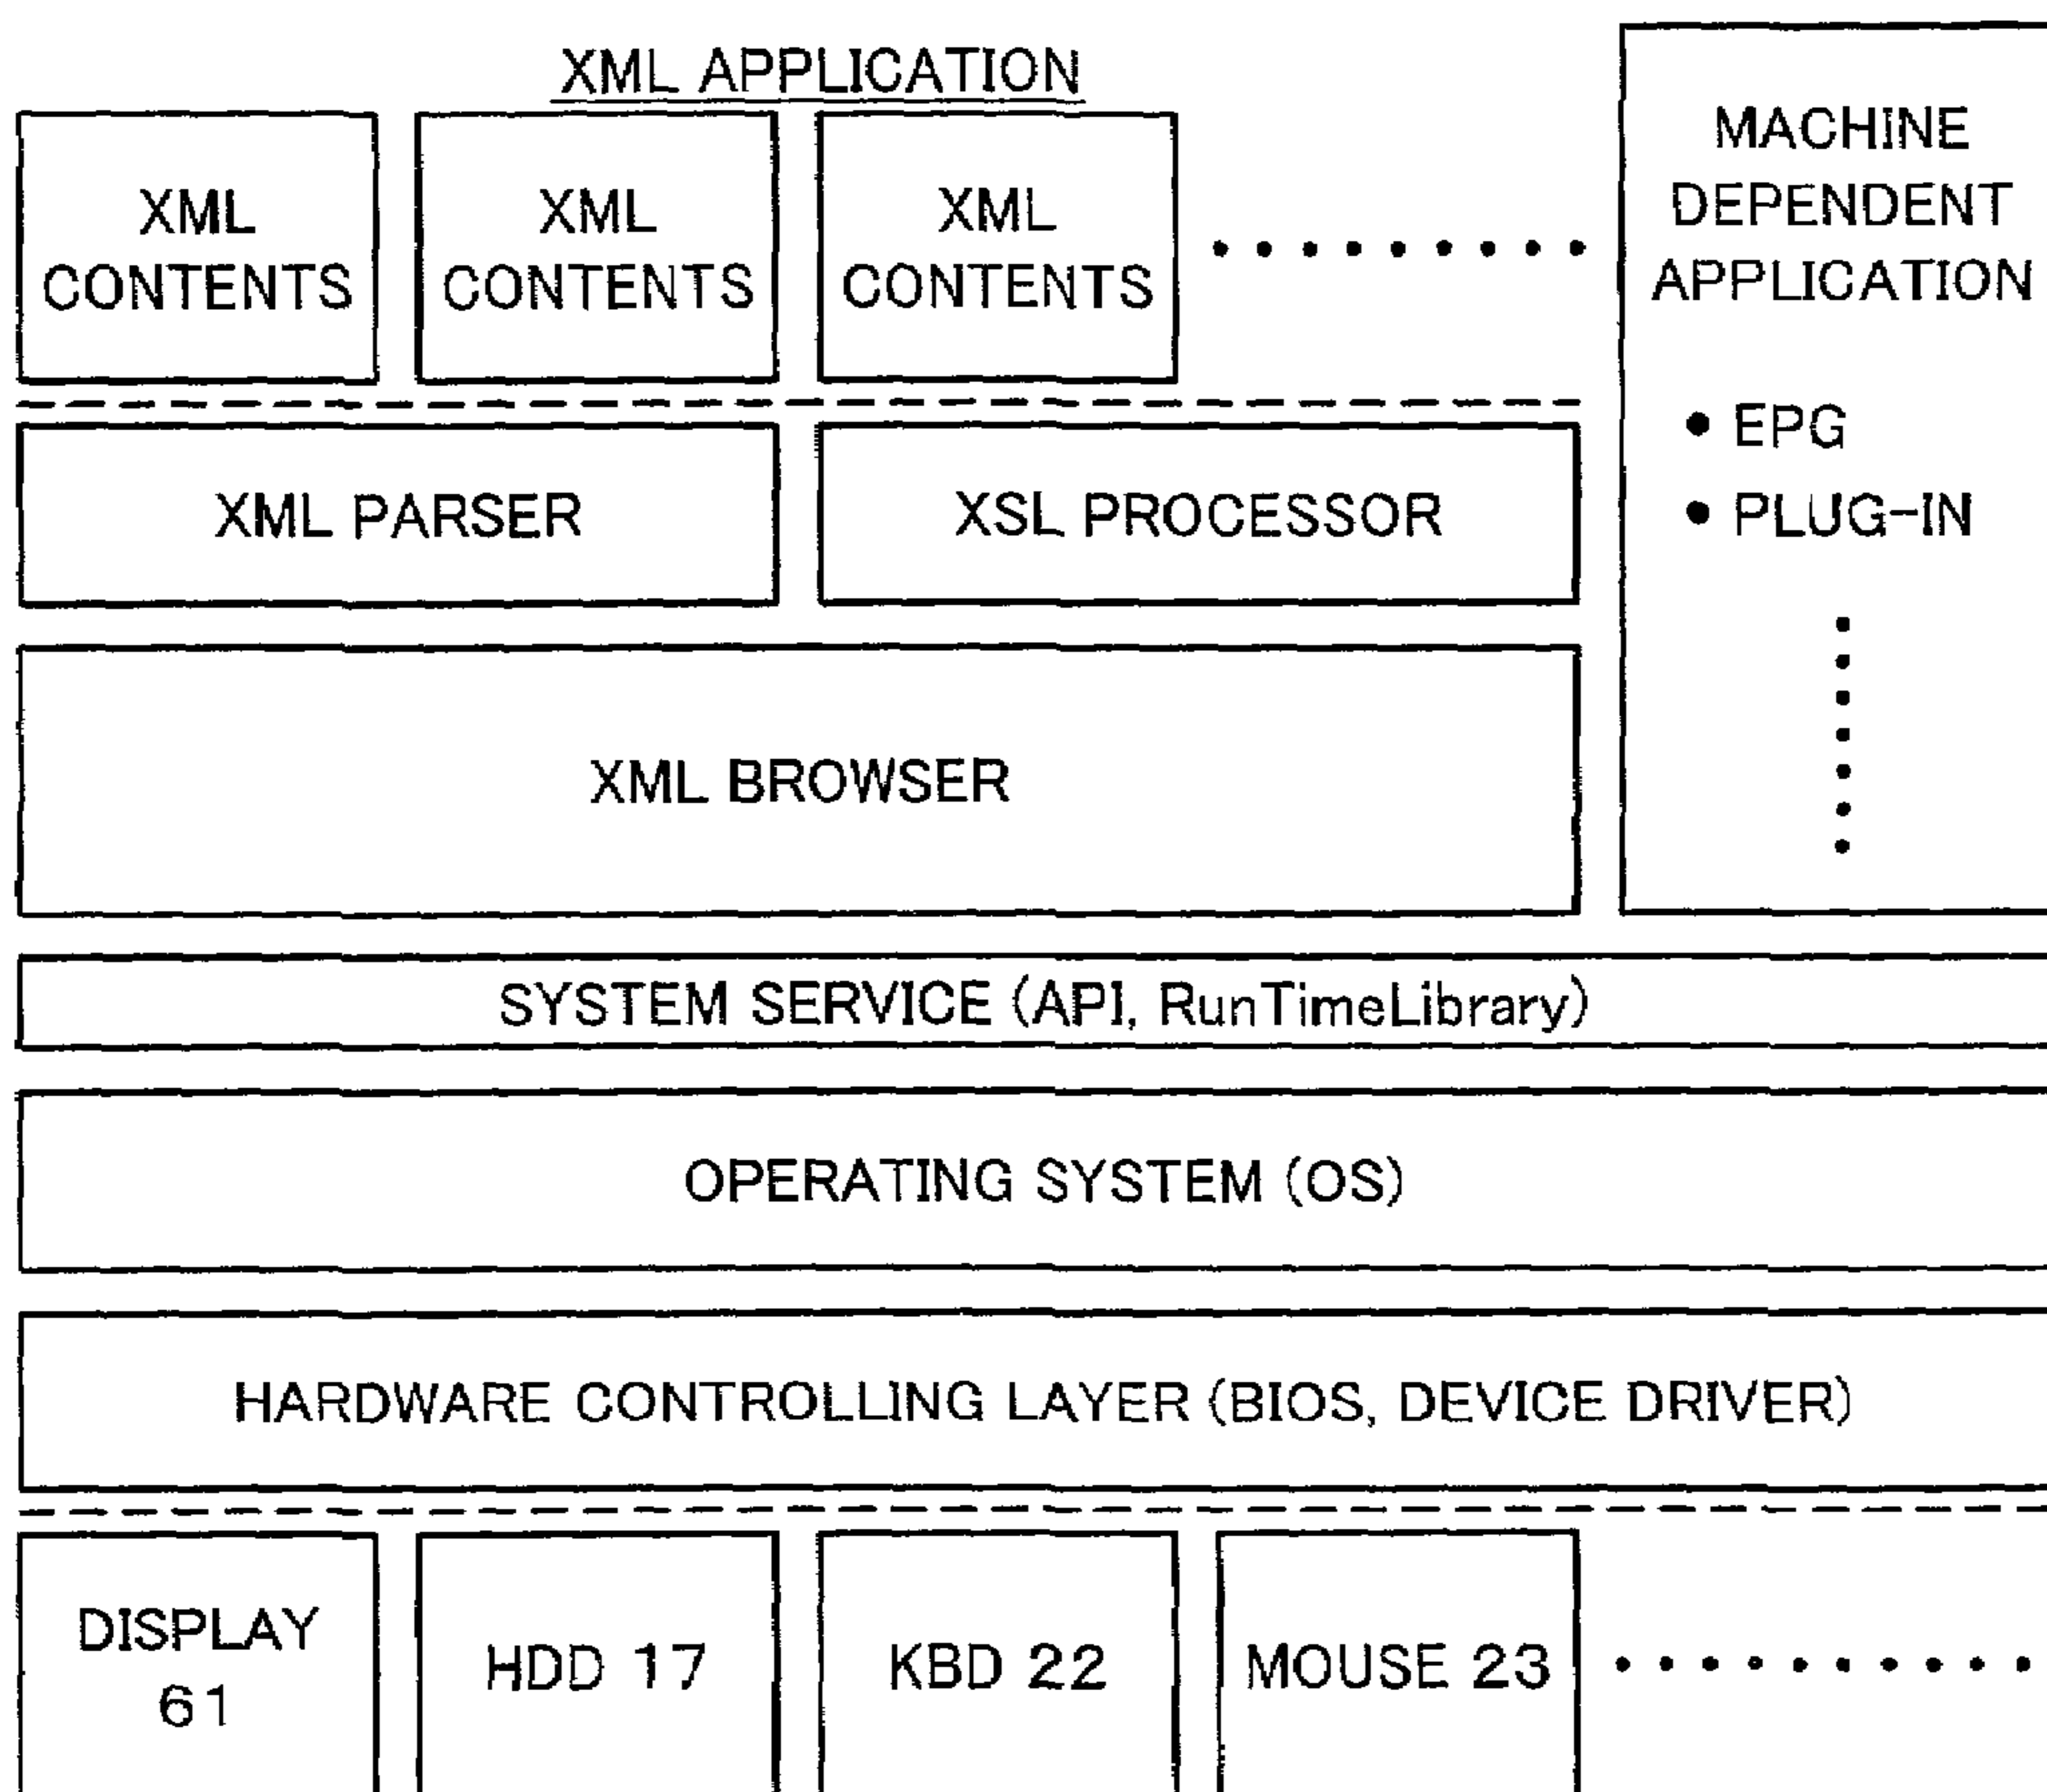 XML APPLICATION
XML
CONTENTS
XML
CONTENTS
XML
CONTENTS
MACHINE
DEPENDENT
APPLICATION
• EPG
• PLUG-IN
XML PARSER
XSL PROCESSOR
XML BROWSER
SYSTEM SERVICE (API, RunTimeLibrary)
OPERATING SYSTEM (OS)
HARDWARE CONTROLLING LAYER (BIOS, DEVICE DRIVER)
DISPLAY
61
HDD 17
KBD 22
MOUSE 23